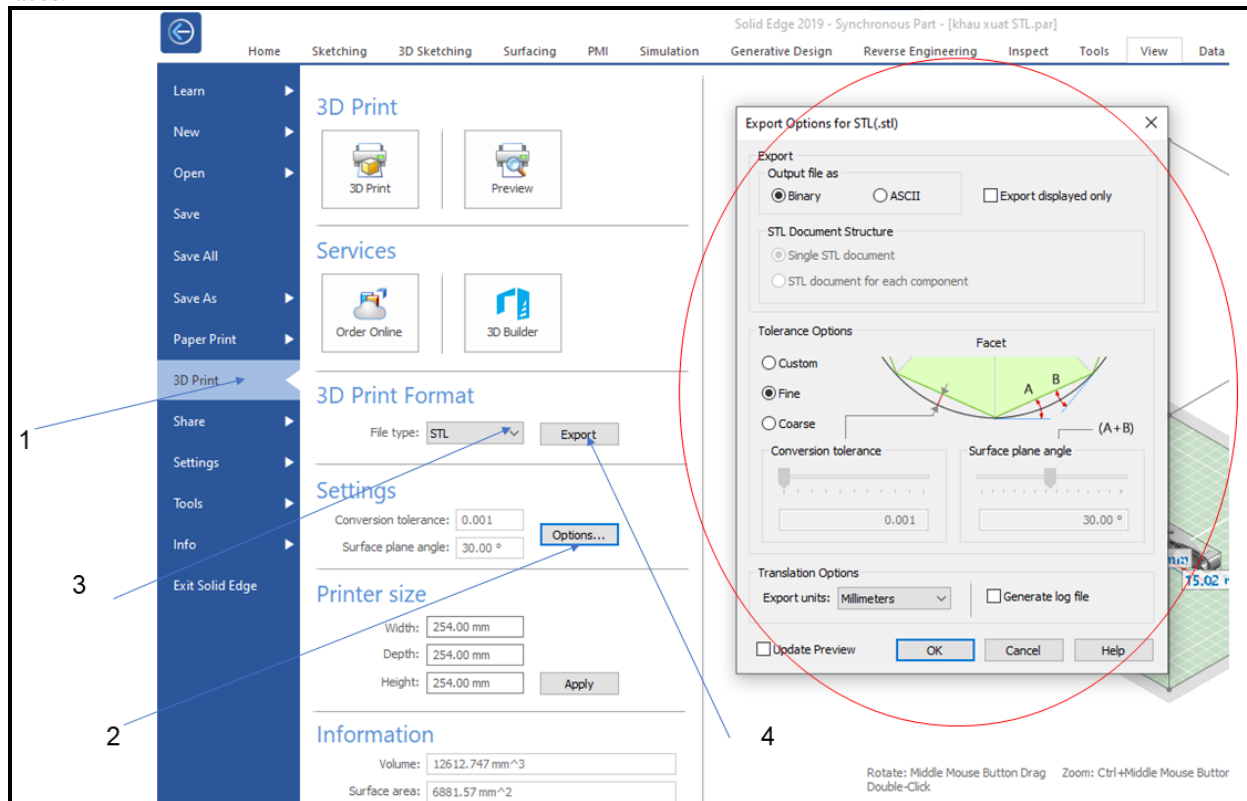 Solid Edge 2019 - Synchronous Part - [khau xuat STL.par]
Home Sketching 3D Sketching Surfacing PMI Simulation Generative Design Reverse Engineering Inspect Tools View Data
Learn
New
Open
Save
Save All
Save As
Paper Print
3D Print
Share
Settings
Tools
Info
Exit Solid Edge
1
3
2
4
3D Print
3D Print Preview
Services
Order Online 3D Builder
3D Print Format
File type: STL Export
Settings
Conversion tolerance: 0.001
Options...
Surface plane angle: 30.00 °
Printer size
Width: 254.00 mm
Depth: 254.00 mm
Height: 254.00 mm Apply
Information
Volume: 12612.747 mm^3
Surface area: 6881.57 mm^2
Export Options for STL(.stl)
Export
Output file as
Binary ASCII Export displayed only
STL Document Structure
Single STL document
STL document for each component
Tolerance Options
Facet
Custom
Fine
Coarse
A B
(A+B)
Conversion tolerance Surface plane angle
0.001 30.00 °
Translation Options
Export units: Millimeters Generate log file
Update Preview OK Cancel Help
mm
15.02
Rotate: Middle Mouse Button Drag Zoom: Ctrl+Middle Mouse Button
Double-Click